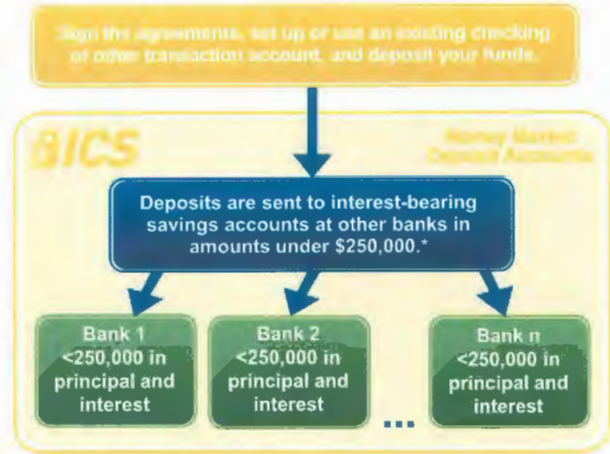 Sign the agreements, set up or use an existing checking
or other transaction account, and deposit your funds.
ICS
Money Market
Deposit Accounts
Deposits are sent to interest-bearing
savings accounts at other banks in
amounts under $250,000.*
Bank 1
<250,000 in
principal and
interest
Bank 2
<250,000 in
principal and
interest
...
Bank n
<250,000 in
principal and
interest